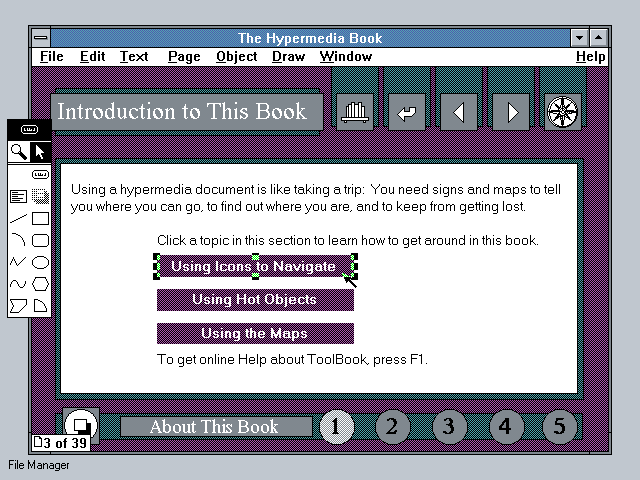 The Hypermedia Book
File Edit Text Page Object Draw Window Help
Introduction to This Book
Using a hypermedia document is like taking a trip: You need signs and maps to tell
you where you can go, to find out where you are, and to keep from getting lost.
Click a topic in this section to learn how to get around in this book.
Using Icons to Navigate
Using Hot Objects
Using the Maps
To get online Help about ToolBook, press F1.
About This Book 1 2 3 4 5
3 of 39
File Manager